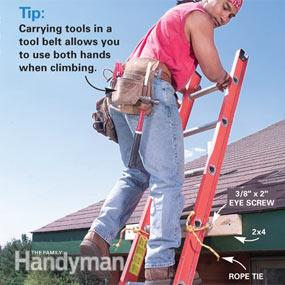 Tip:
Carrying tools in a
tool belt allows you
to use both hands
when climbing.
3/8" x 2"
EYE SCREW
2x4
ROPE TIE
THE FAMILY
Handyman